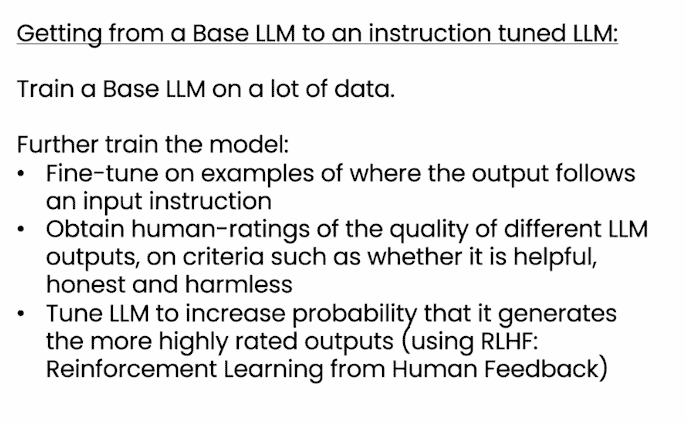 Getting from a Base LLM to an instruction tuned LLM:
Train a Base LLM on a lot of data.
Further train the model:
• Fine-tune on examples of where the output follows
an input instruction
• Obtain human-ratings of the quality of different LLM
outputs, on criteria such as whether it is helpful,
honest and harmless
• Tune LLM to increase probability that it generates
the more highly rated outputs (using RLHF:
Reinforcement Learning from Human Feedback)